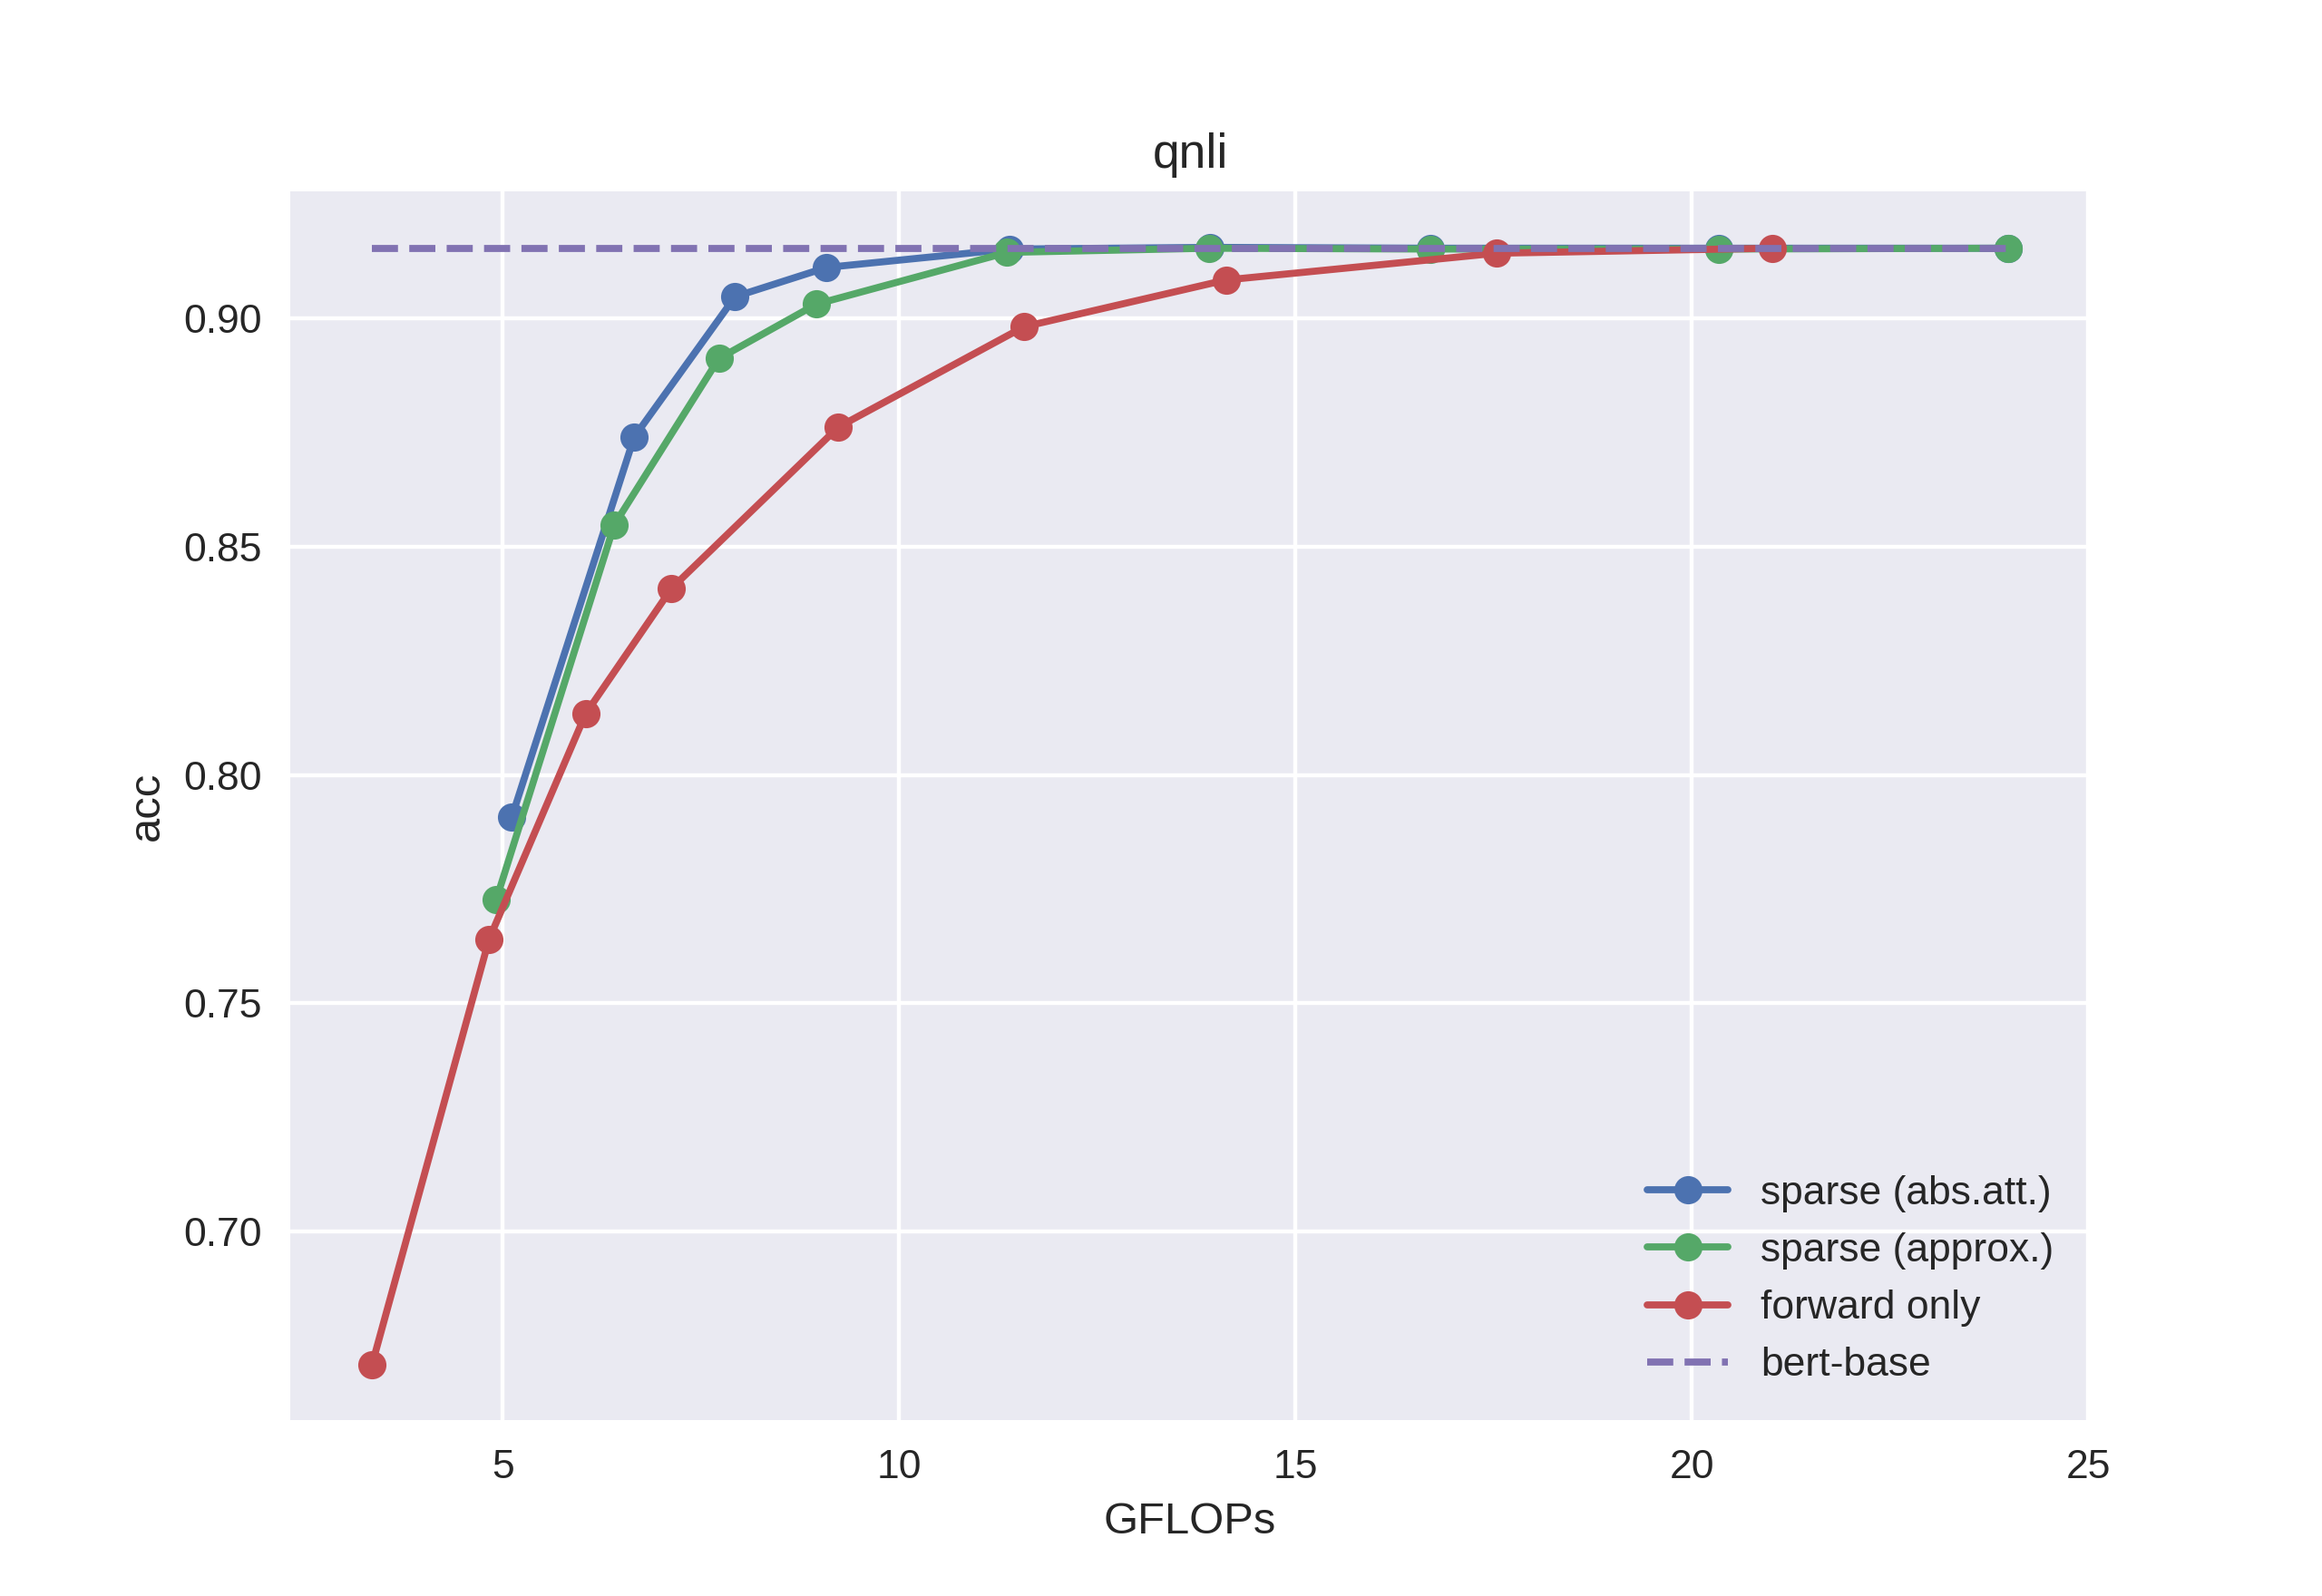 qnli
0.90
0.85
0.80
0.75
0.70
acc
5
10
15
20
25
GFLOPs
sparse (abs.att.)
sparse (approx.)
forward only
bert-base